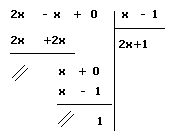 2x - x + 0 x - 1
2x +2x 2x+1
x + 0
x - 1
1